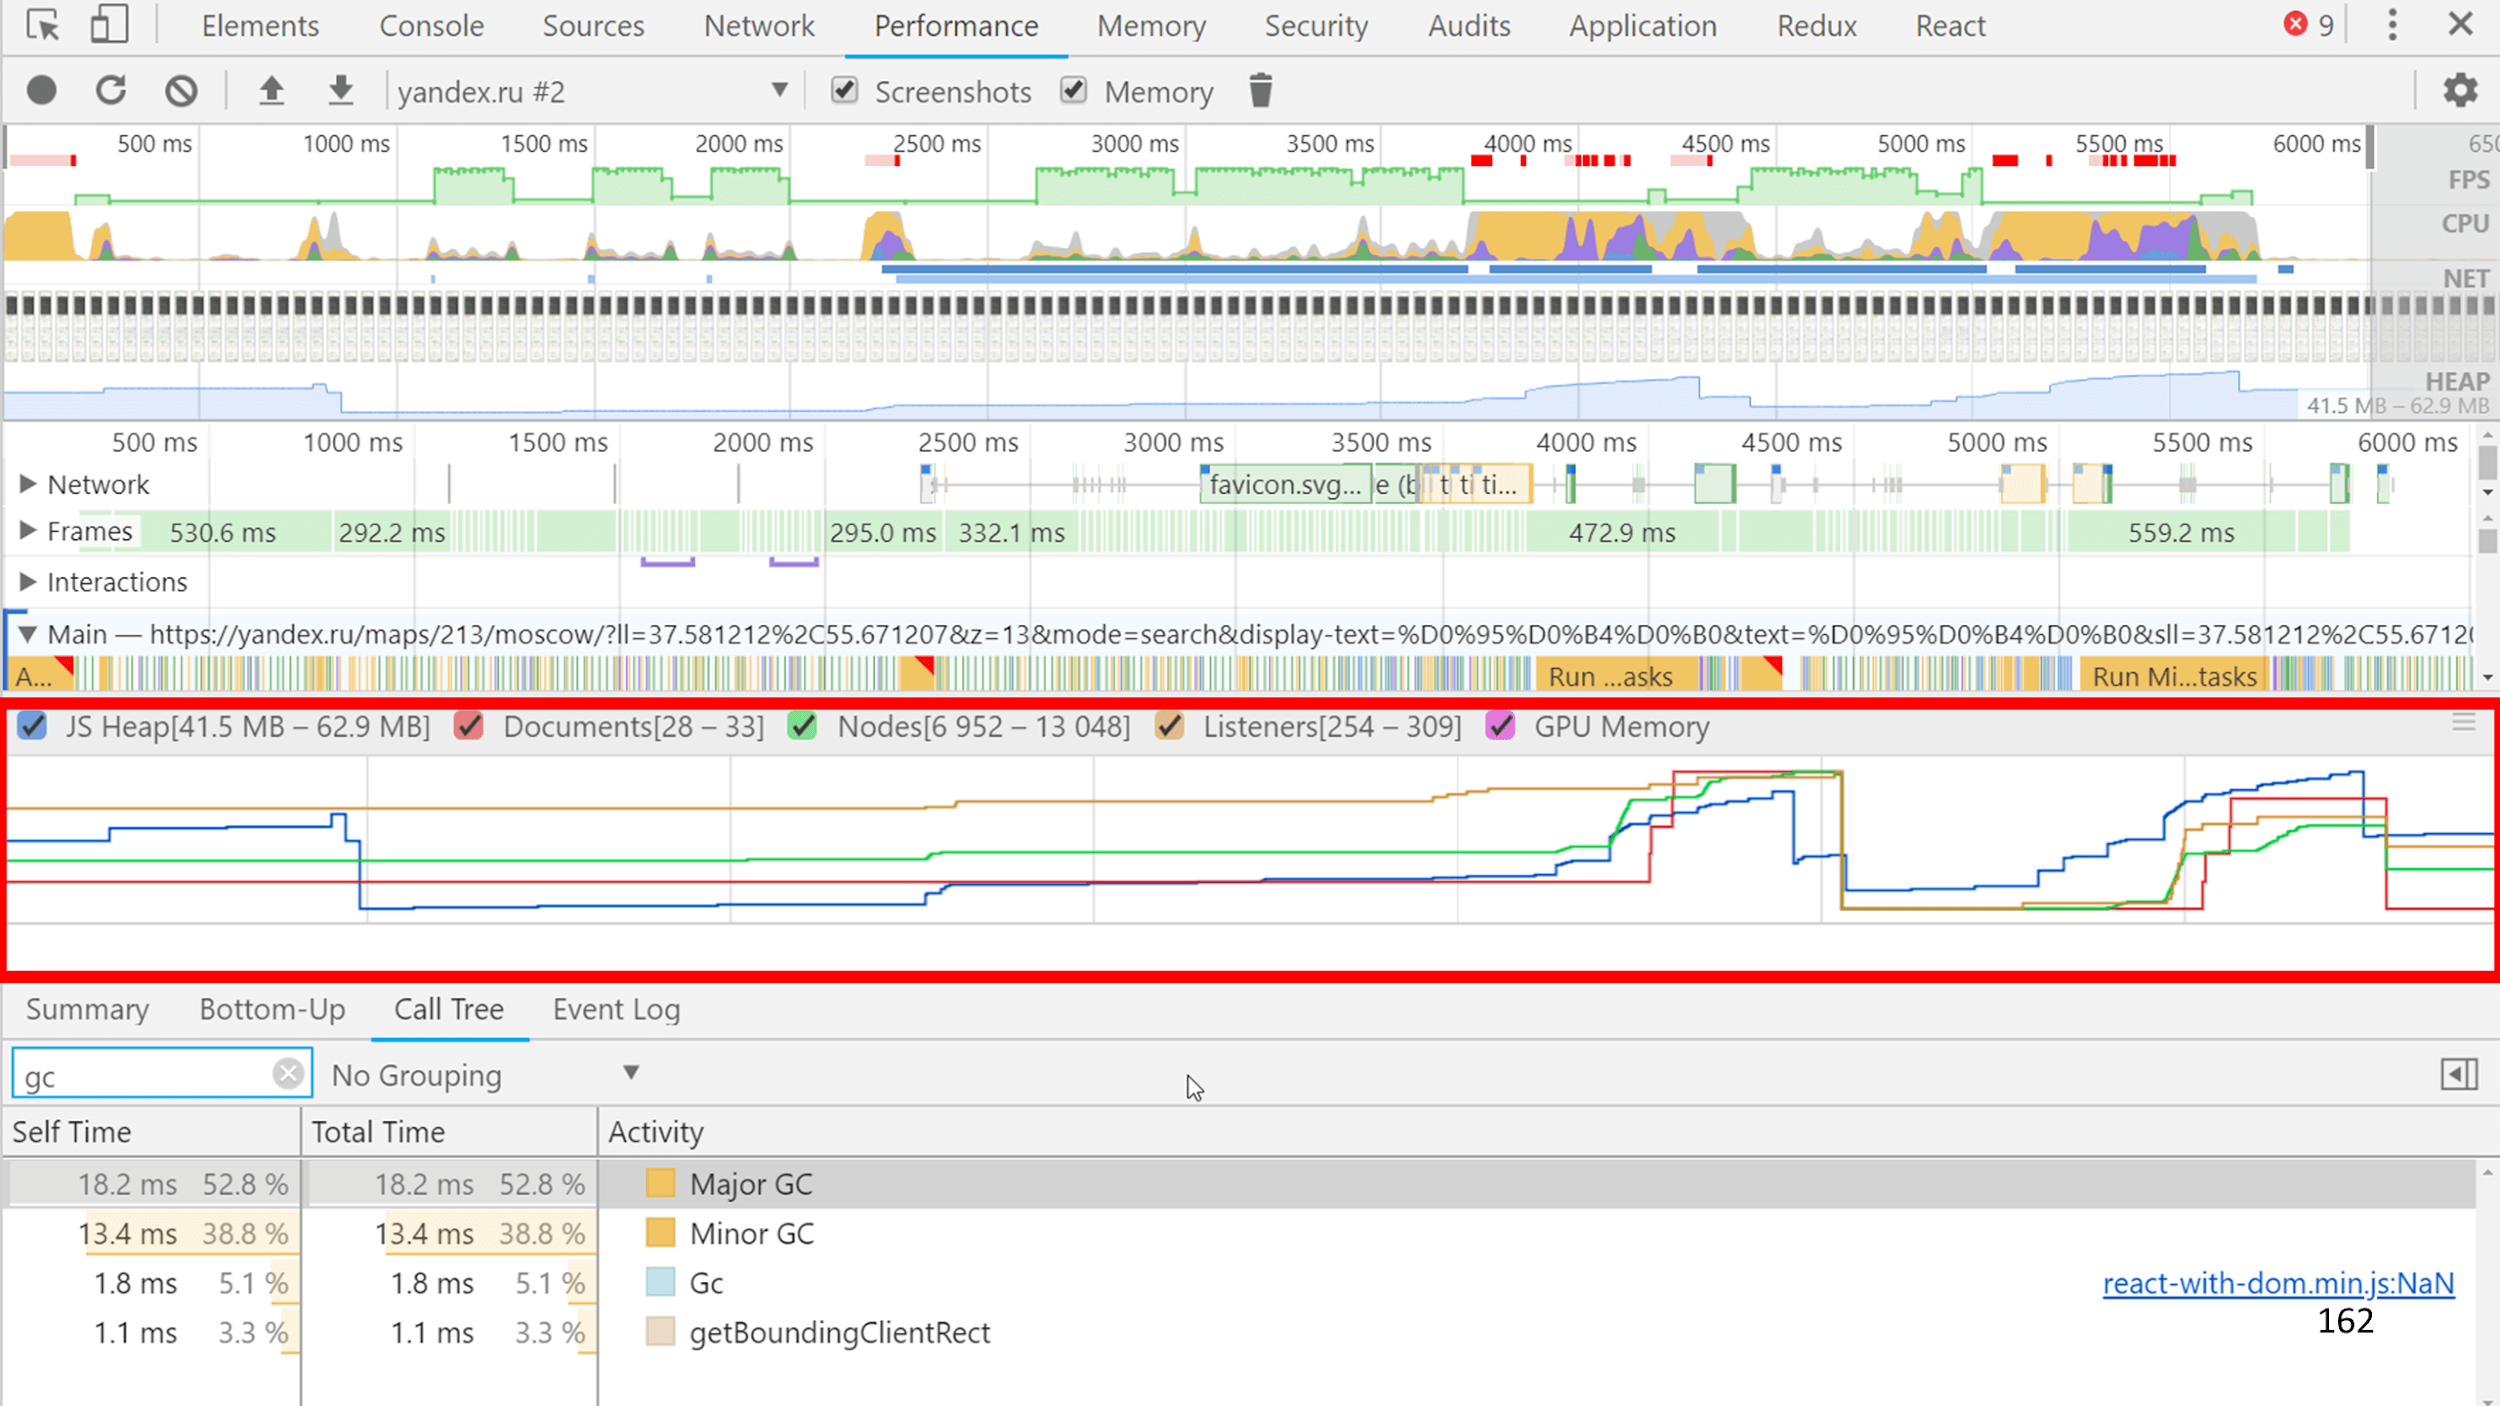 Elements Console Sources Network Performance Memory Security Audits Application Redux React 9
yandex.ru #2 Screenshots Memory
500 ms 1000 ms 1500 ms 2000 ms 2500 ms 3000 ms 3500 ms 4000 ms 4500 ms 5000 ms 5500 ms 6000 ms 650
FPS
CPU
NET
HEAP
41.5 MB – 62.9 MB
500 ms 1000 ms 1500 ms 2000 ms 2500 ms 3000 ms 3500 ms 4000 ms 4500 ms 5000 ms 5500 ms 6000 ms
Network favicon.svg... e (b t ti ti...
Frames 530.6 ms 292.2 ms 295.0 ms 332.1 ms 472.9 ms 559.2 ms
Interactions
Main — https://yandex.ru/maps/213/moscow/?ll=37.581212%2C55.671207&z=13&mode=search&display-text=%D0%95%D0%B4%D0%B0&text=%D0%95%D0%B4%D0%B0&sll=37.581212%2C55.6712
A... Run ...asks Run Mi...tasks
JS Heap[41.5 MB – 62.9 MB] Documents[28 – 33] Nodes[6 952 – 13 048] Listeners[254 – 309] GPU Memory
Summary Bottom-Up Call Tree Event Log
gc No Grouping
Self Time Total Time Activity
18.2 ms 52.8 % 18.2 ms 52.8 % Major GC
13.4 ms 38.8 % 13.4 ms 38.8 % Minor GC
1.8 ms 5.1 % 1.8 ms 5.1 % Gc react-with-dom.min.js:NaN
1.1 ms 3.3 % 1.1 ms 3.3 % getBoundingClientRect
162